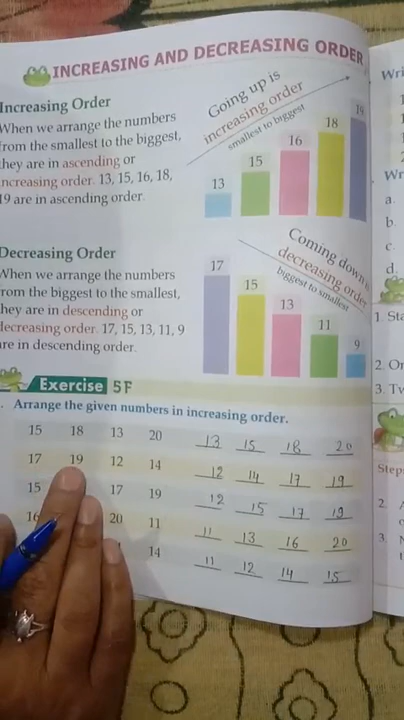 INCREASING AND DECREASING ORDER
Increasing Order
When we arrange the numbers
from the smallest to the biggest,
they are in ascending or
increasing order. 13, 15, 16, 18,
19 are in ascending order.
Going up is
increasing order
smallest to biggest
13
15
16
18
19
Decreasing Order
When we arrange the numbers
from the biggest to the smallest,
they are in descending or
decreasing order. 17, 15, 13, 11, 9
are in descending order.
Coming down is
decreasing order
biggest to smallest
17
15
13
11
9
Exercise 5F
Arrange the given numbers in increasing order.
15 18 13 20 13 15 18 20
17 19 12 14 12 14 17 19
15 17 19 12 15 17 19
16 20 11 11 13 16 20
14 11 12 14 15
Wri
Wr
a.
b.
c.
d.
1. Sta
2. Or
3. Tw
Step
2.
3.